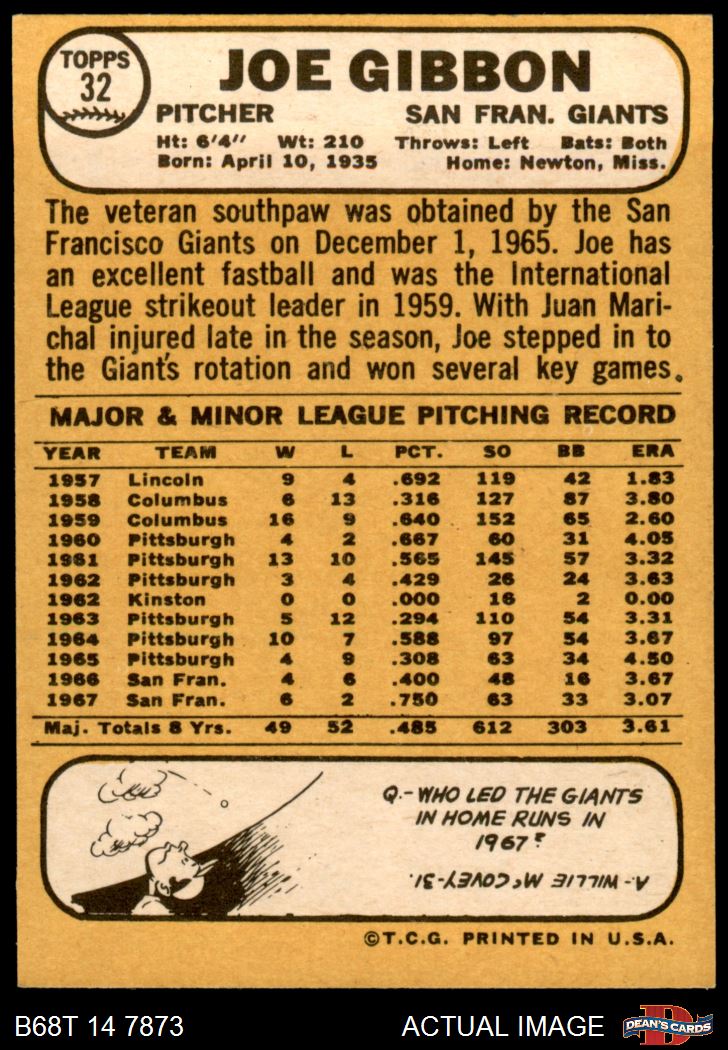 TOPPS
32
JOE GIBBON
PITCHER SAN FRAN. GIANTS
Ht: 6'4" Wt: 210 Throws: Left Bats: Both
Born: April 10, 1935 Home: Newton, Miss.
The veteran southpaw was obtained by the San
Francisco Giants on December 1, 1965. Joe has
an excellent fastball and was the International
League strikeout leader in 1959. With Juan Mari-
chal injured late in the season, Joe stepped in to
the Giant's rotation and won several key games.
MAJOR & MINOR LEAGUE PITCHING RECORD
YEAR TEAM W L PCT. SO BB ERA
1957 Lincoln 9 4 .692 119 42 1.83
1958 Columbus 6 13 .316 127 87 3.80
1959 Columbus 16 9 .640 152 65 2.60
1960 Pittsburgh 4 2 .667 60 31 4.05
1961 Pittsburgh 13 10 .565 145 57 3.32
1962 Pittsburgh 3 4 .429 26 24 3.63
1962 Kinston 0 0 .000 16 2 0.00
1963 Pittsburgh 5 12 .294 110 54 3.31
1964 Pittsburgh 10 7 .588 97 54 3.67
1965 Pittsburgh 4 9 .308 63 34 4.50
1966 San Fran. 4 6 .400 48 16 3.67
1967 San Fran. 6 2 .750 63 33 3.07
Maj. Totals 8 Yrs. 49 52 .485 612 303 3.61
Q.- WHO LED THE GIANTS
IN HOME RUNS IN
1967?
A. WILLIE McCOVEY-31.
©T.C.G. PRINTED IN U.S.A.
B68T 14 7873 ACTUAL IMAGE D DEAN'S CARDS